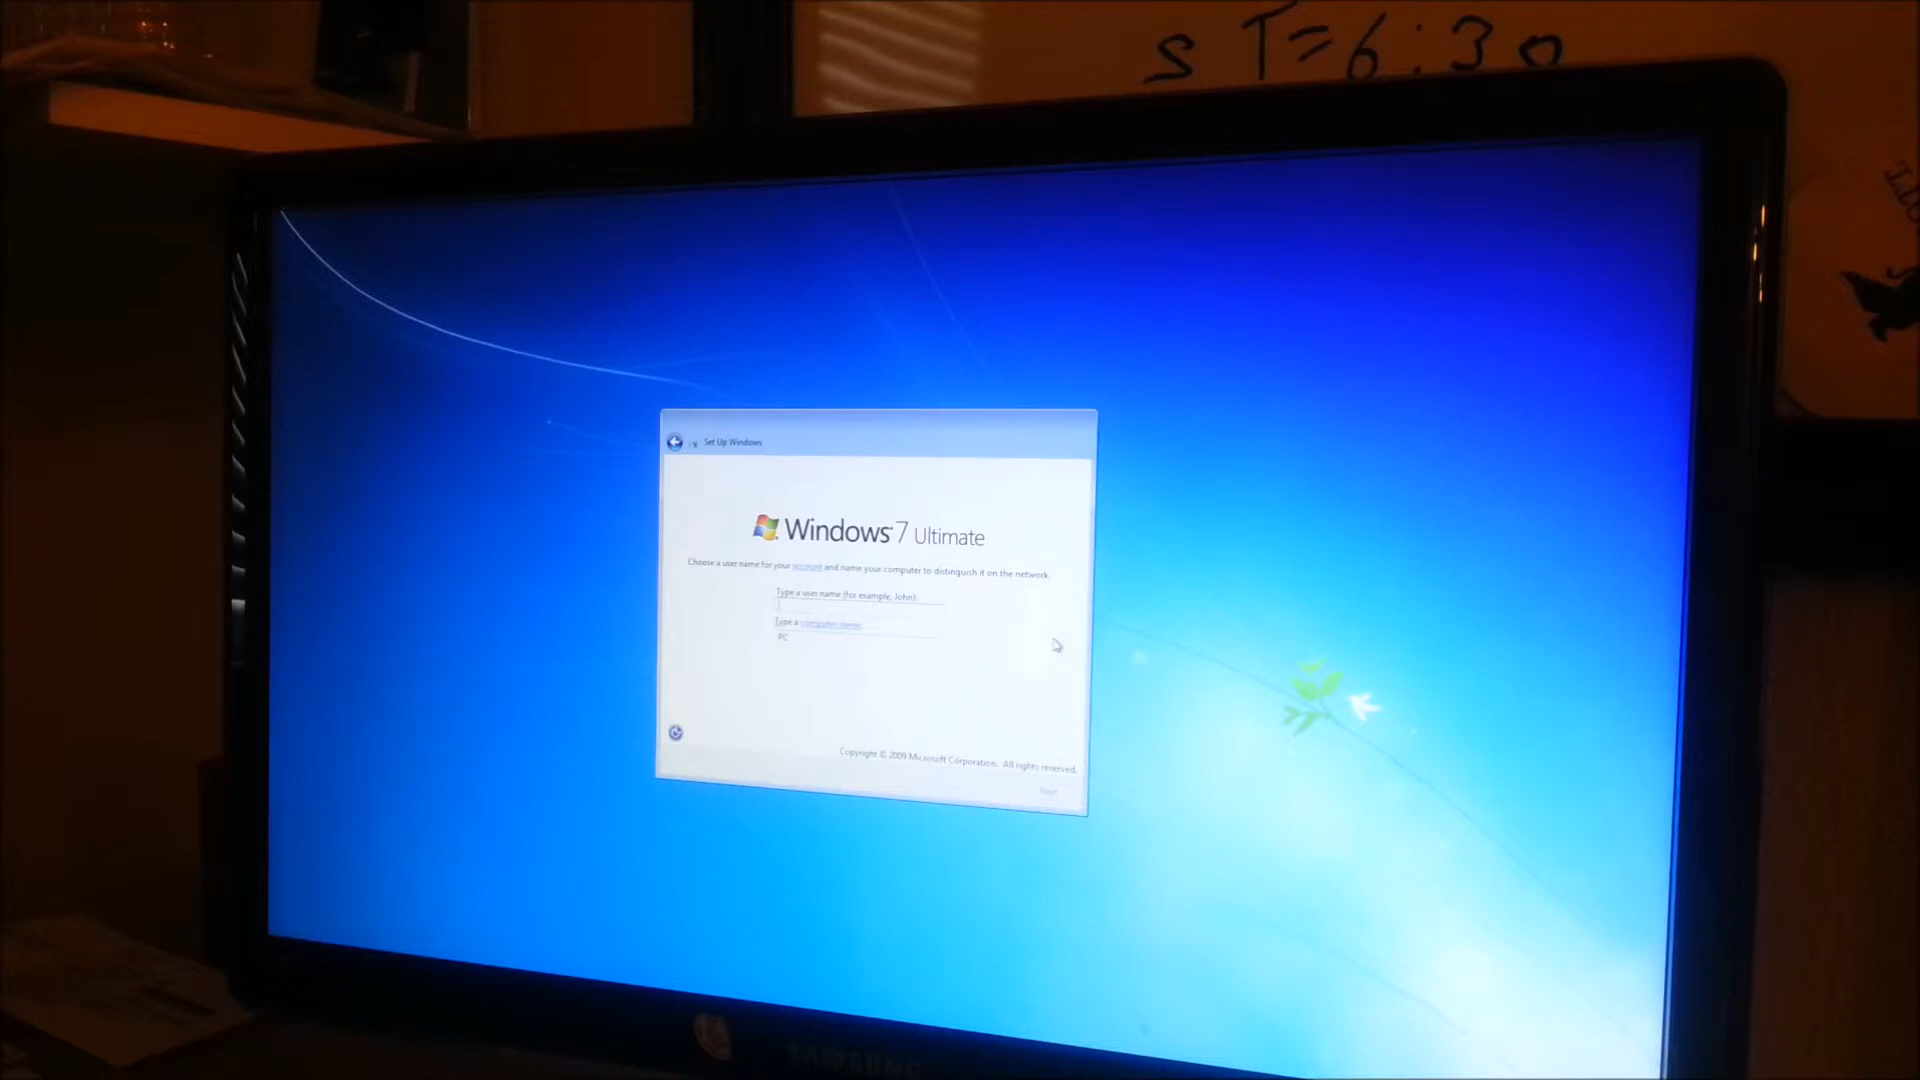 ST=6:30
Set Up Windows
Windows 7 Ultimate
Choose a user name for your account and name your computer to distinguish it on the network.
Type a user name (for example, John):
Type a computer name:
PC
Copyright © 2009 Microsoft Corporation. All rights reserved.
Next
SAMSUNG